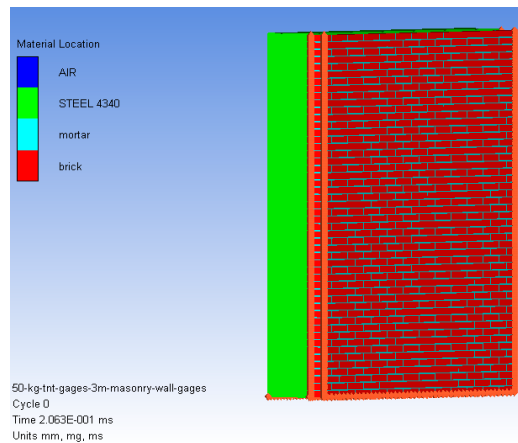 Material Location
AIR
STEEL 4340
mortar
brick
50-kg-tnt-gages-3m-masonry-wall-gages
Cycle 0
Time 2.063E-001 ms
Units mm, mg, ms